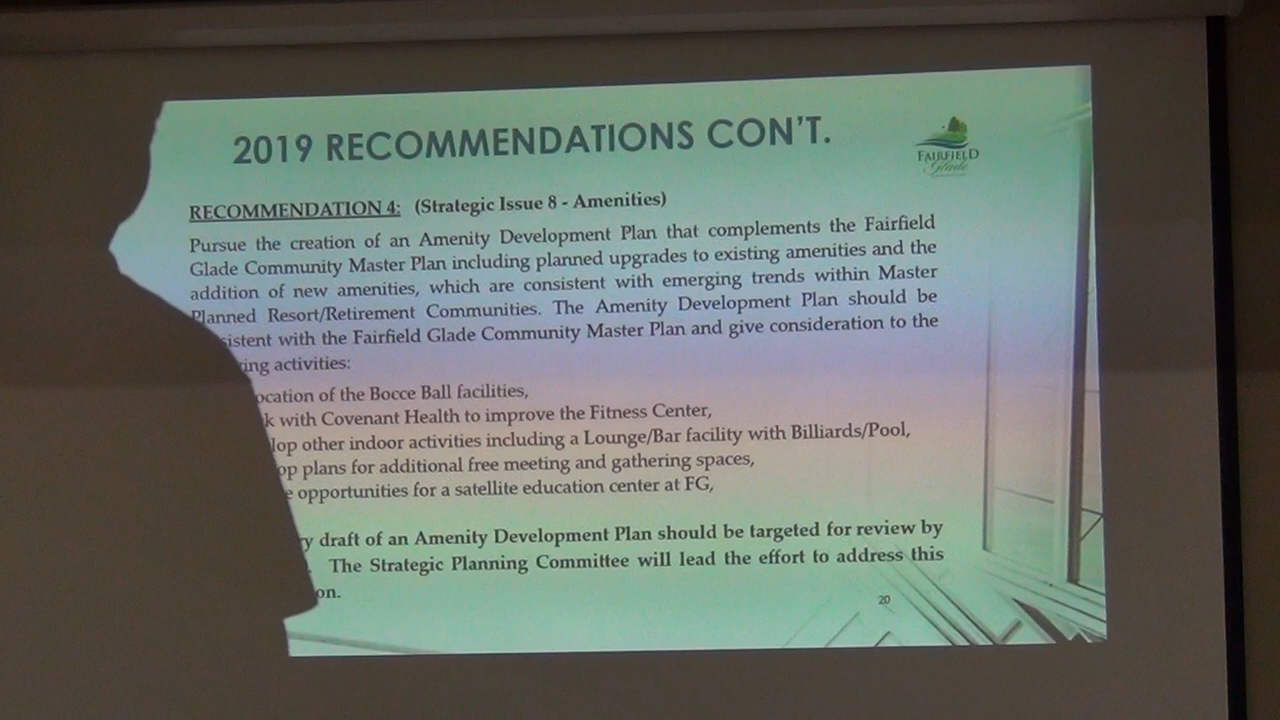 2019 RECOMMENDATIONS CON'T.
FAIRFIELD
Glade
RECOMMENDATION 4: (Strategic Issue 8 - Amenities)
Pursue the creation of an Amenity Development Plan that complements the Fairfield
Glade Community Master Plan including planned upgrades to existing amenities and the
addition of new amenities, which are consistent with emerging trends within Master
Planned Resort/Retirement Communities. The Amenity Development Plan should be
sistent with the Fairfield Glade Community Master Plan and give consideration to the
ing activities:
ocation of the Bocce Ball facilities,
k with Covenant Health to improve the Fitness Center,
lop other indoor activities including a Lounge/Bar facility with Billiards/Pool,
op plans for additional free meeting and gathering spaces,
e opportunities for a satellite education center at FG,
y draft of an Amenity Development Plan should be targeted for review by
. The Strategic Planning Committee will lead the effort to address this
on.
20